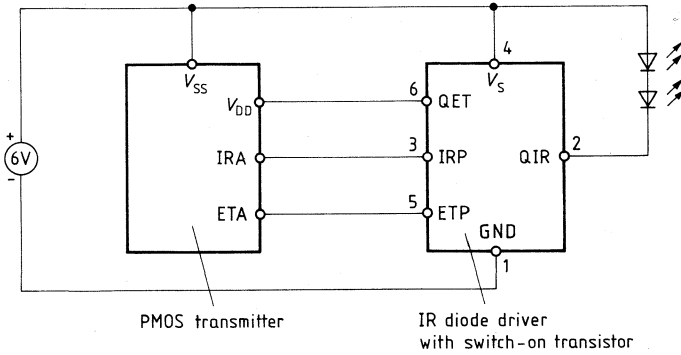 4
V_SS
V_S
V_DD
6
QET
+
6V
-
IRA
3
IRP
QIR
2
ETA
5
ETP
GND
1
PMOS transmitter
IR diode driver
with switch-on transistor